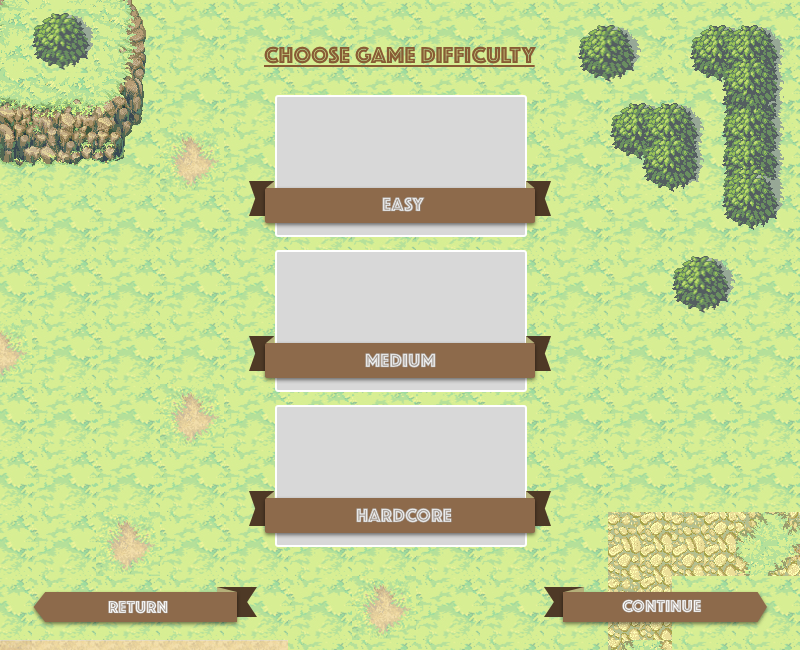 CHOOSE GAME DIFFICULTY
EASY
MEDIUM
HARDCORE
RETURN
CONTINUE